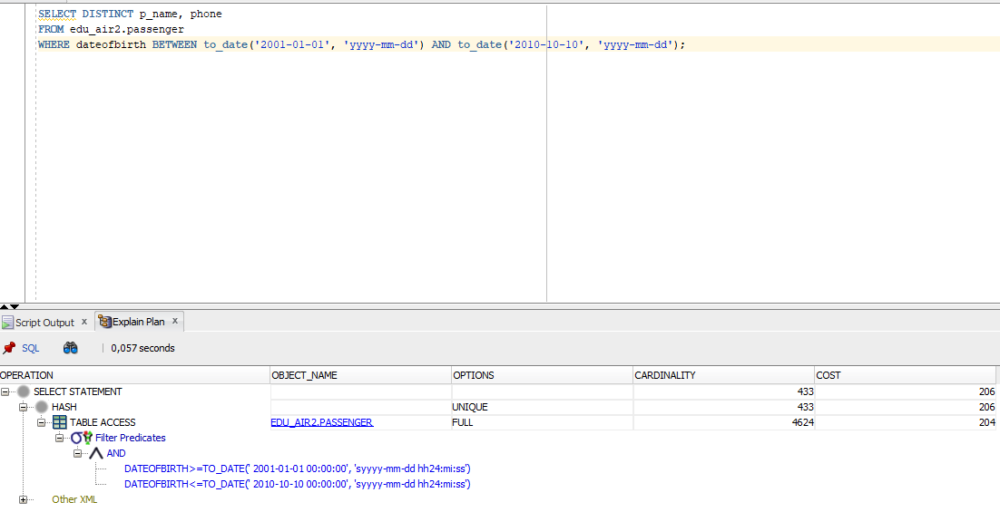 SELECT DISTINCT p_name, phone
FROM edu_air2.passenger
WHERE dateofbirth BETWEEN to_date('2001-01-01', 'yyyy-mm-dd') AND to_date('2010-10-10', 'yyyy-mm-dd');
Script Output x Explain Plan x
SQL 0,057 seconds
OPERATION OBJECT_NAME OPTIONS CARDINALITY COST
SELECT STATEMENT 433 206
HASH UNIQUE 433 206
TABLE ACCESS EDU_AIR2.PASSENGER FULL 4624 204
Filter Predicates
AND
DATEOFBIRTH>=TO_DATE(' 2001-01-01 00:00:00', 'syyyy-mm-dd hh24:mi:ss')
DATEOFBIRTH<=TO_DATE(' 2010-10-10 00:00:00', 'syyyy-mm-dd hh24:mi:ss')
Other XML